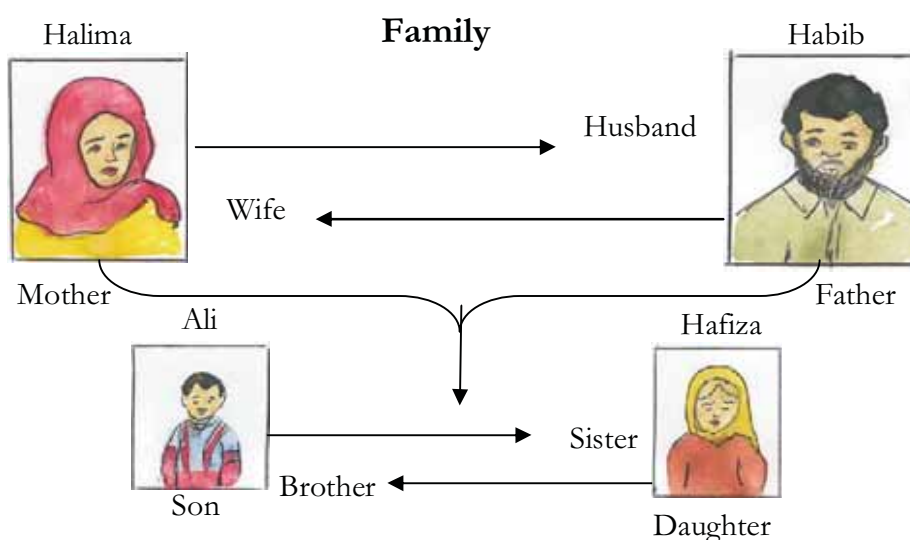 Family
Halima
Habib
Husband
Wife
Mother
Father
Ali
Hafiza
Sister
Brother
Son
Daughter